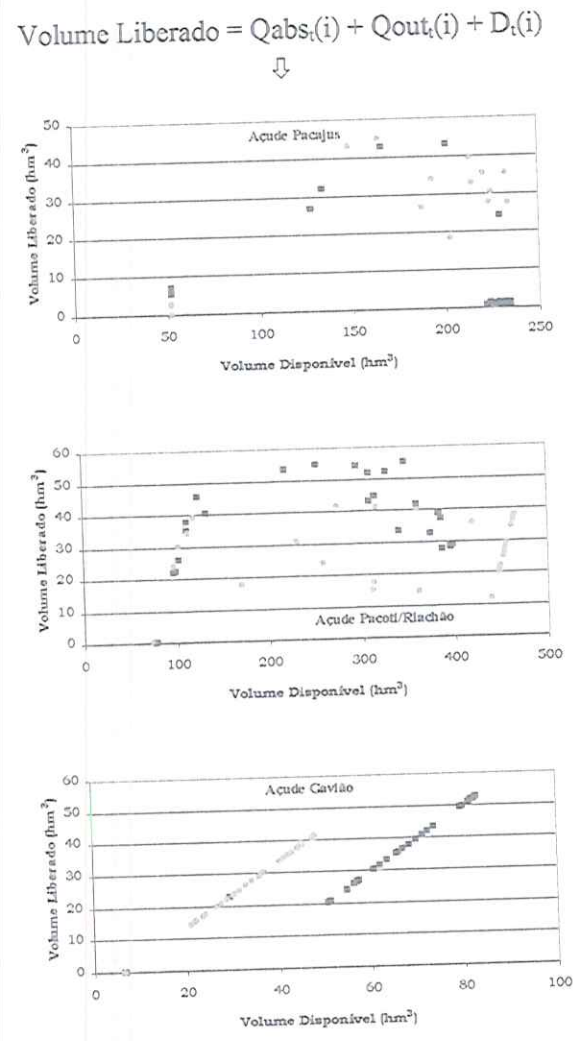 Volume Liberado = Qabsₜ(i) + Qoutₜ(i) + Dₜ(i)
⇩
Açude Pacajus
Volume Liberado (hm³)
50
40
30
20
10
0
0 50 100 150 200 250
Volume Disponível (hm³)
Volume Liberado (hm³)
60
50
40
30
20
10
0
Açude Pacoti/Riachão
0 100 200 300 400 500
Volume Disponível (hm³)
Açude Gavião
Volume Liberado (hm³)
60
50
40
30
20
10
0
0 20 40 60 80 100
Volume Disponível (hm³)